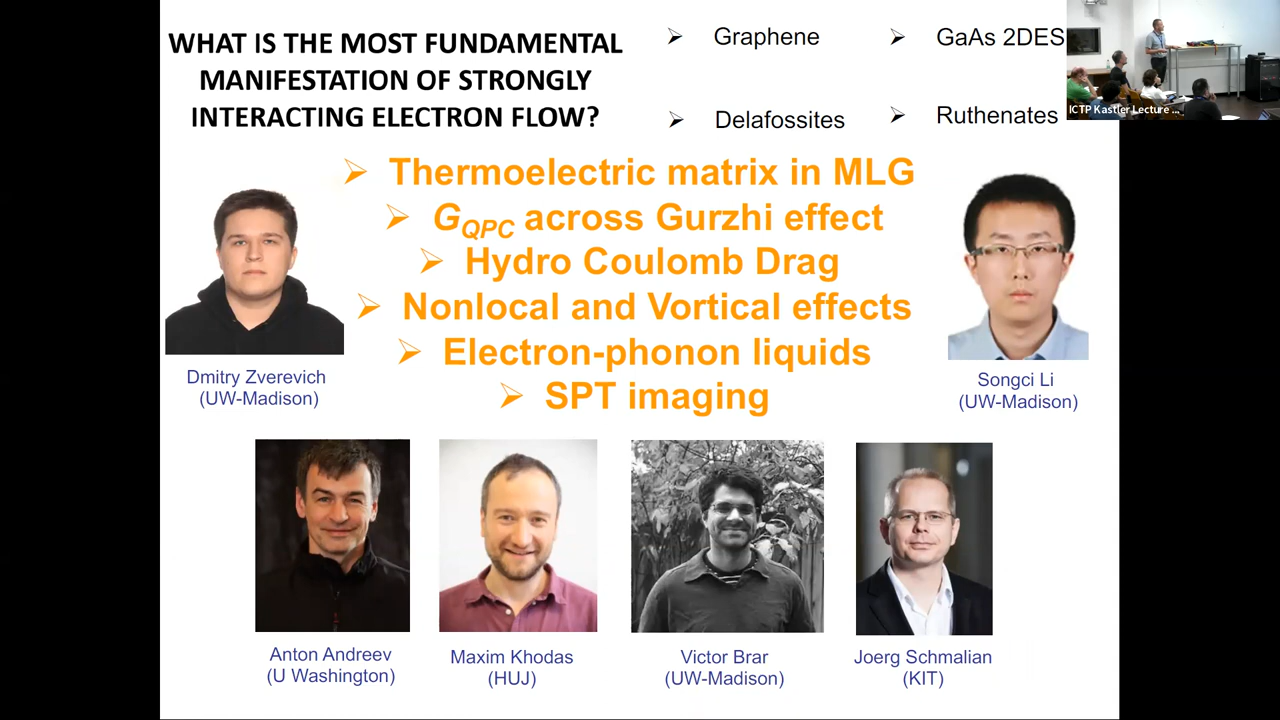 WHAT IS THE MOST FUNDAMENTAL
MANIFESTATION OF STRONGLY
INTERACTING ELECTRON FLOW?
Graphene
GaAs 2DES
Delafossites
Ruthenates
ICTP Kastler Lecture ...
Thermoelectric matrix in MLG
GQPC across Gurzhi effect
Hydro Coulomb Drag
Nonlocal and Vortical effects
Electron-phonon liquids
SPT imaging
Dmitry Zverevich
(UW-Madison)
Songci Li
(UW-Madison)
Anton Andreev
(U Washington)
Maxim Khodas
(HUJ)
Victor Brar
(UW-Madison)
Joerg Schmalian
(KIT)